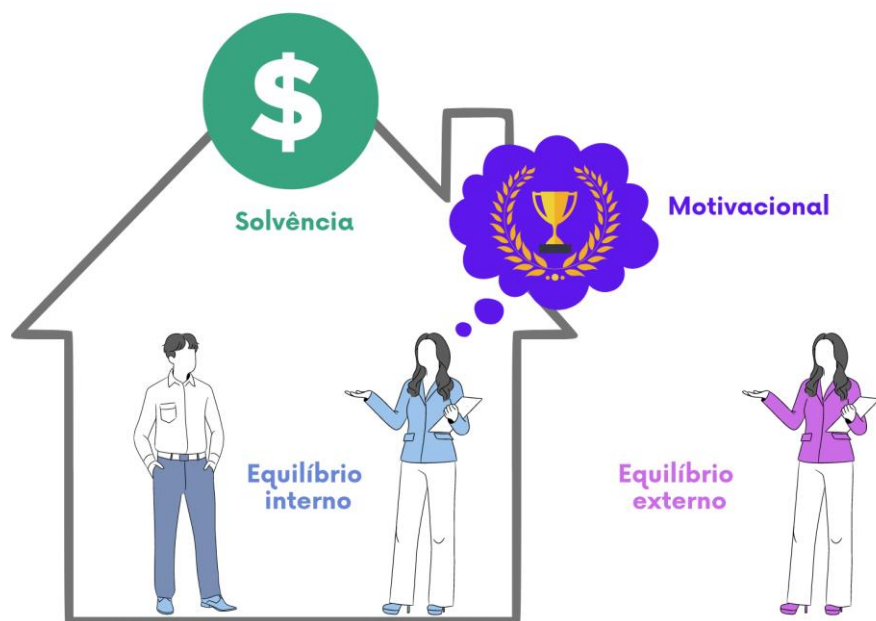 $
Solvência
Motivacional
Equilíbrio
interno
Equilíbrio
externo